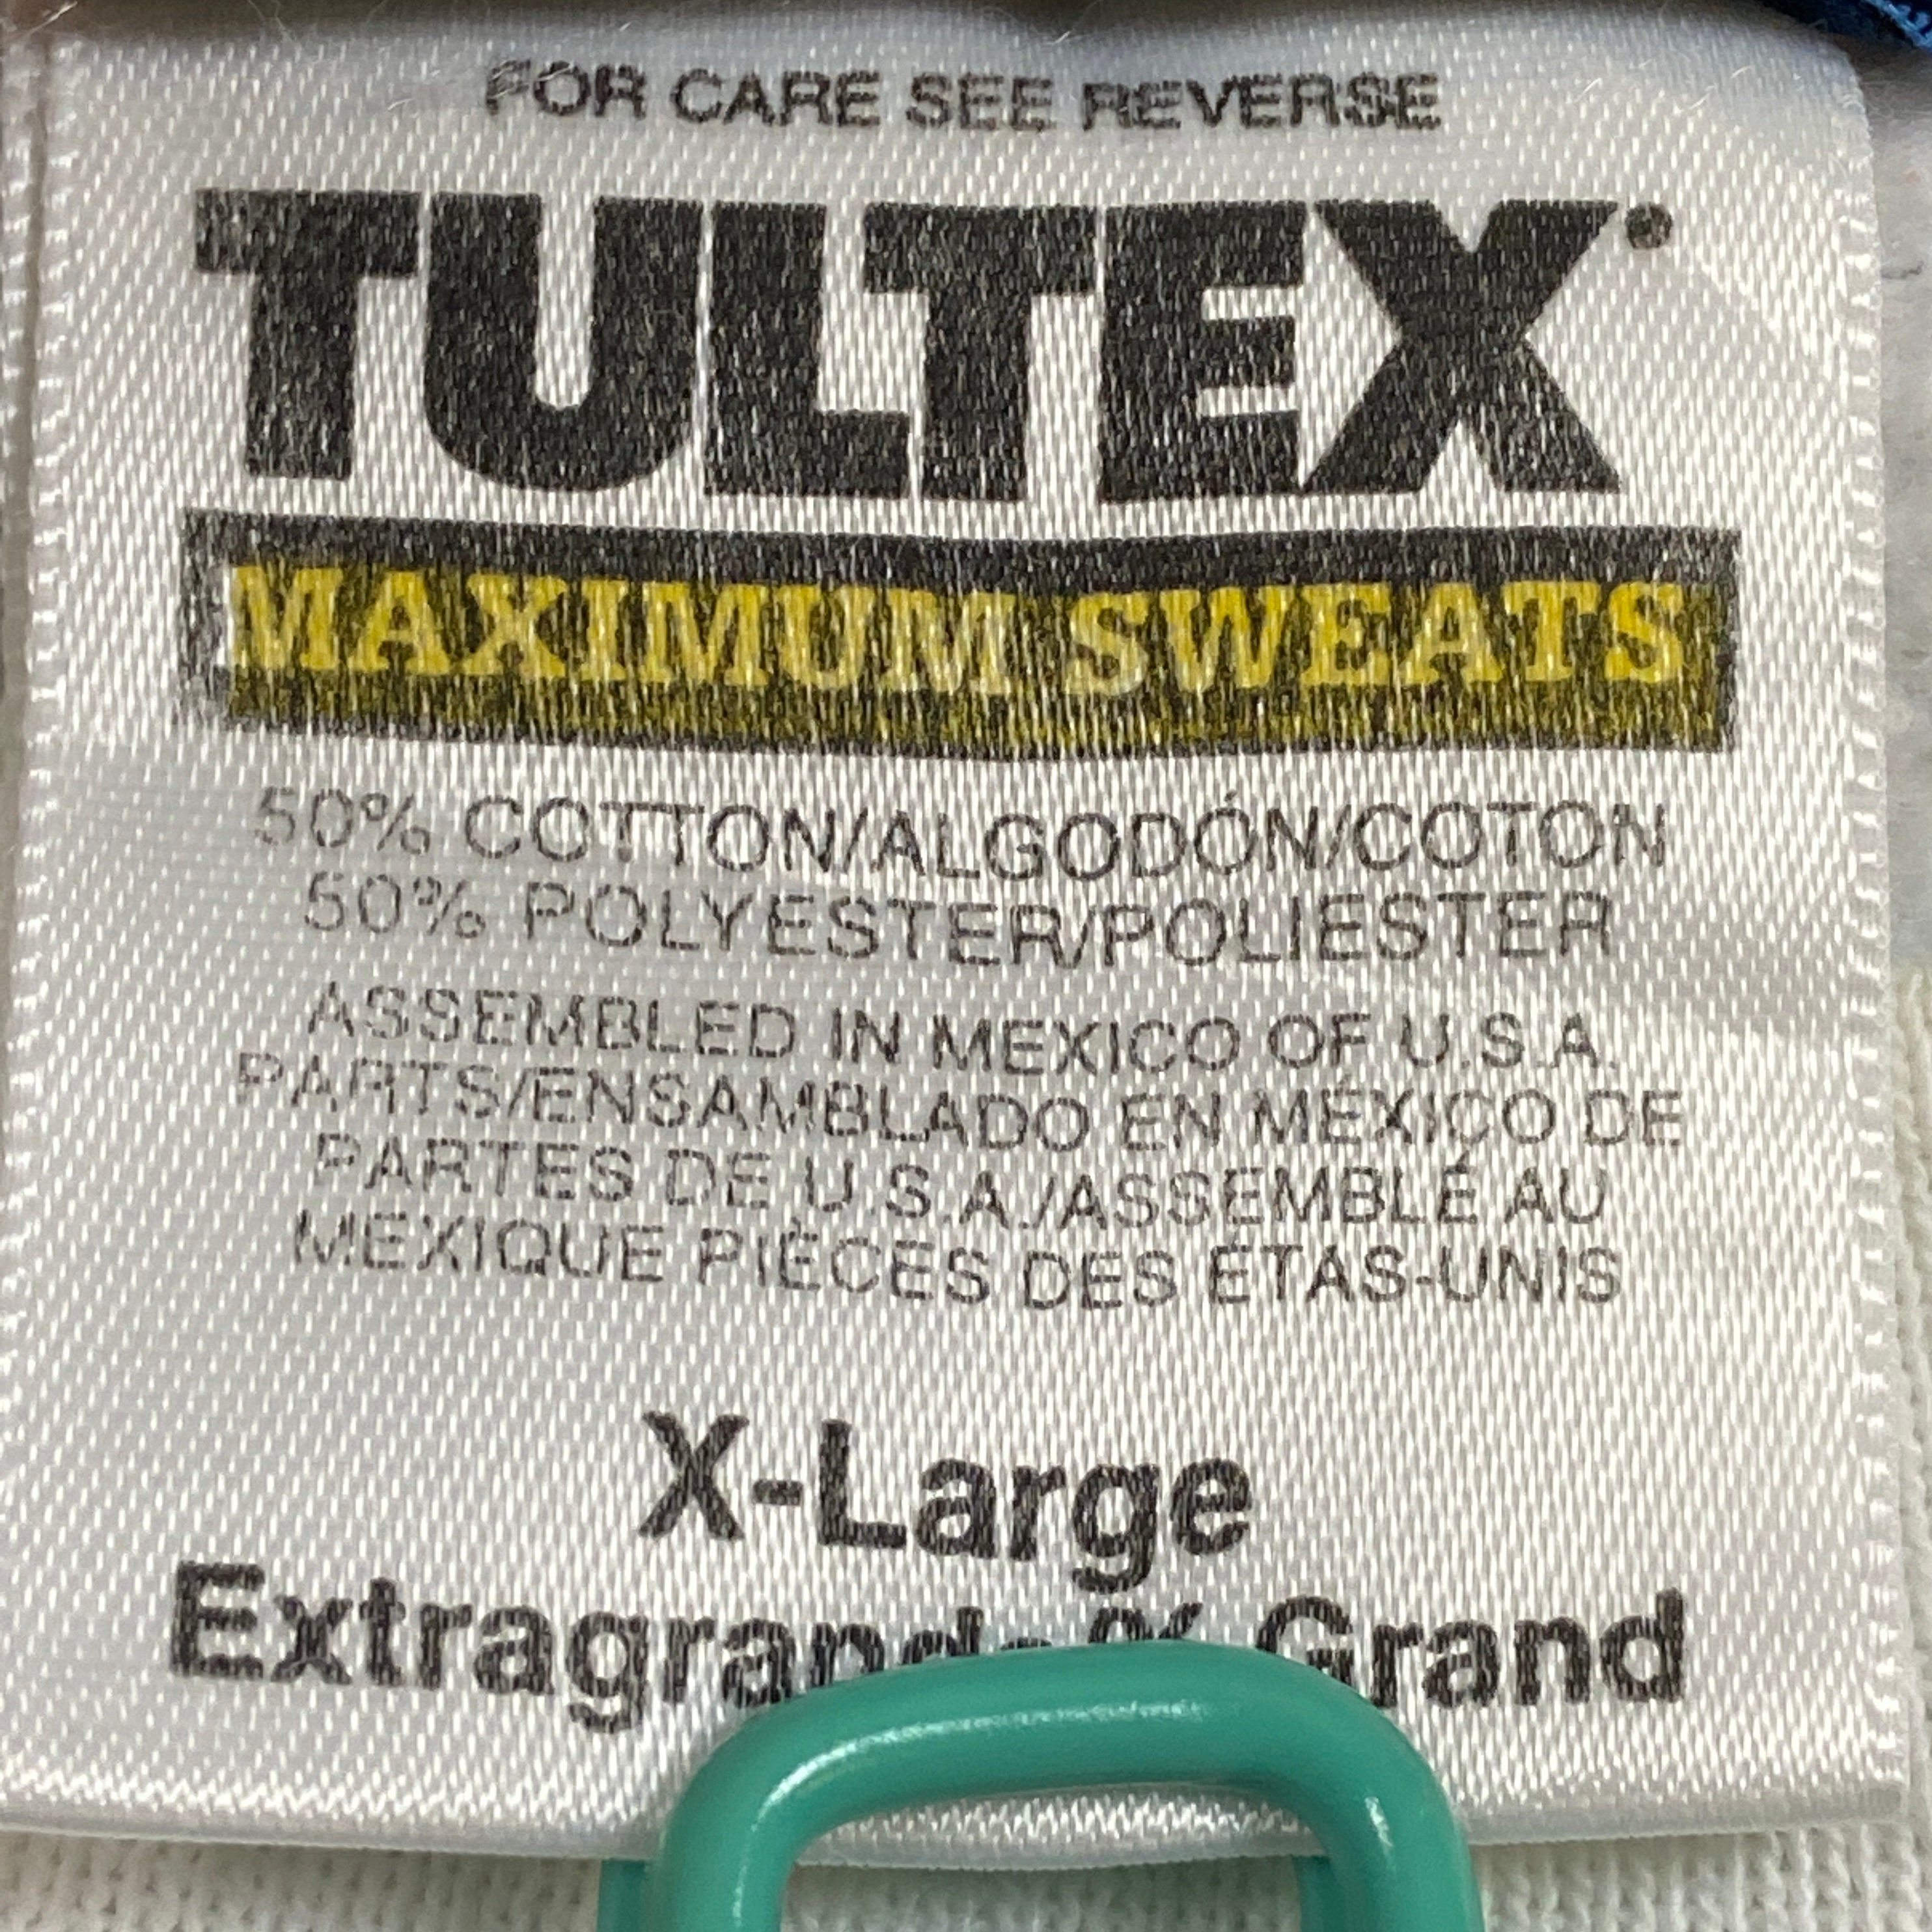 FOR CARE SEE REVERSE
TULTEX
MAXIMUM SWEATS
50% COTTON/ALGODÓN/COTON
50% POLYESTER/POLIESTER
ASSEMBLED IN MEXICO OF U.S.A.
PARTS/ENSAMBLADO EN MÉXICO DE
PARTES DE U.S.A./ASSEMBLÉ AU
MEXIQUE PIÈCES DES ÉTAS-UNIS
X-Large
Grand